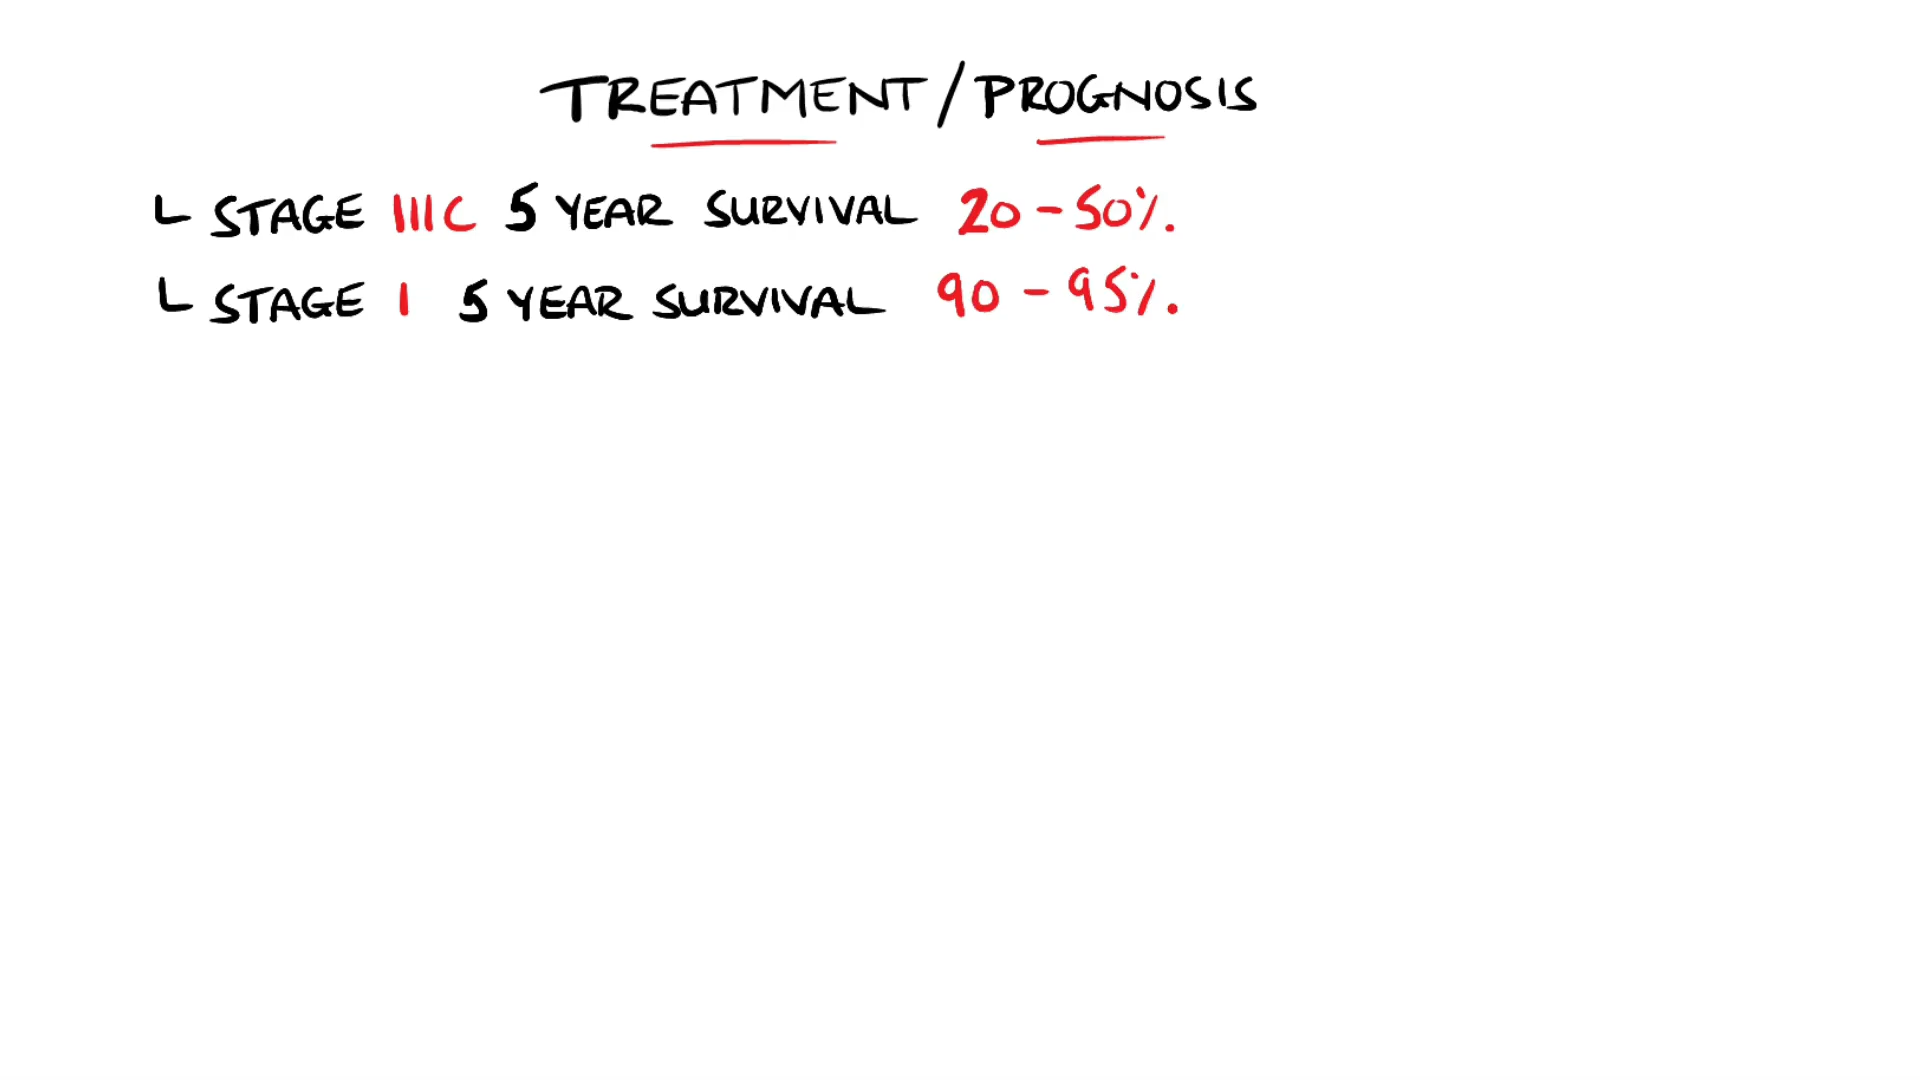 TREATMENT/PROGNOSIS
STAGE IIIC 5 YEAR SURVIVAL 20-50%.
STAGE I 5 YEAR SURVIVAL 90-95%.